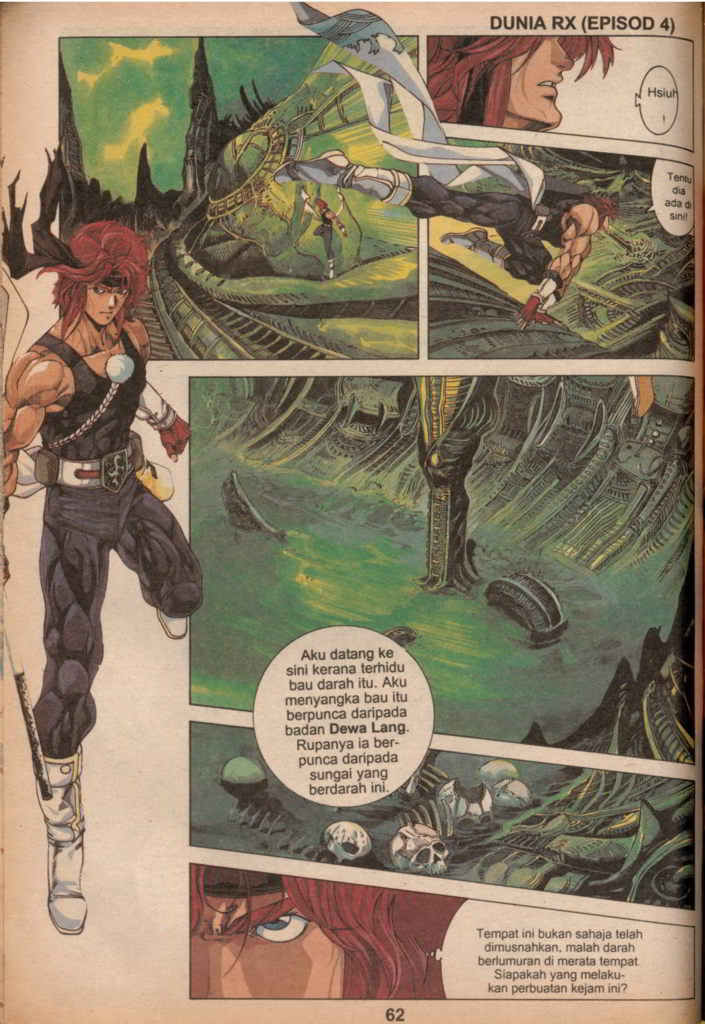 DUNIA RX (EPISOD 4)
Hsiuh
!
Tentu
dia
ada di
sini!
Aku datang ke
sini kerana terhidu
bau darah itu. Aku
menyangka bau itu
berpunca daripada
badan Dewa Lang.
Rupanya ia ber-
punca daripada
sungai yang
berdarah ini.
Tempat ini bukan sahaja telah
dimusnahkan, malah darah
berlumuran di merata tempat.
Siapakah yang melaku-
kan perbuatan kejam ini?
62